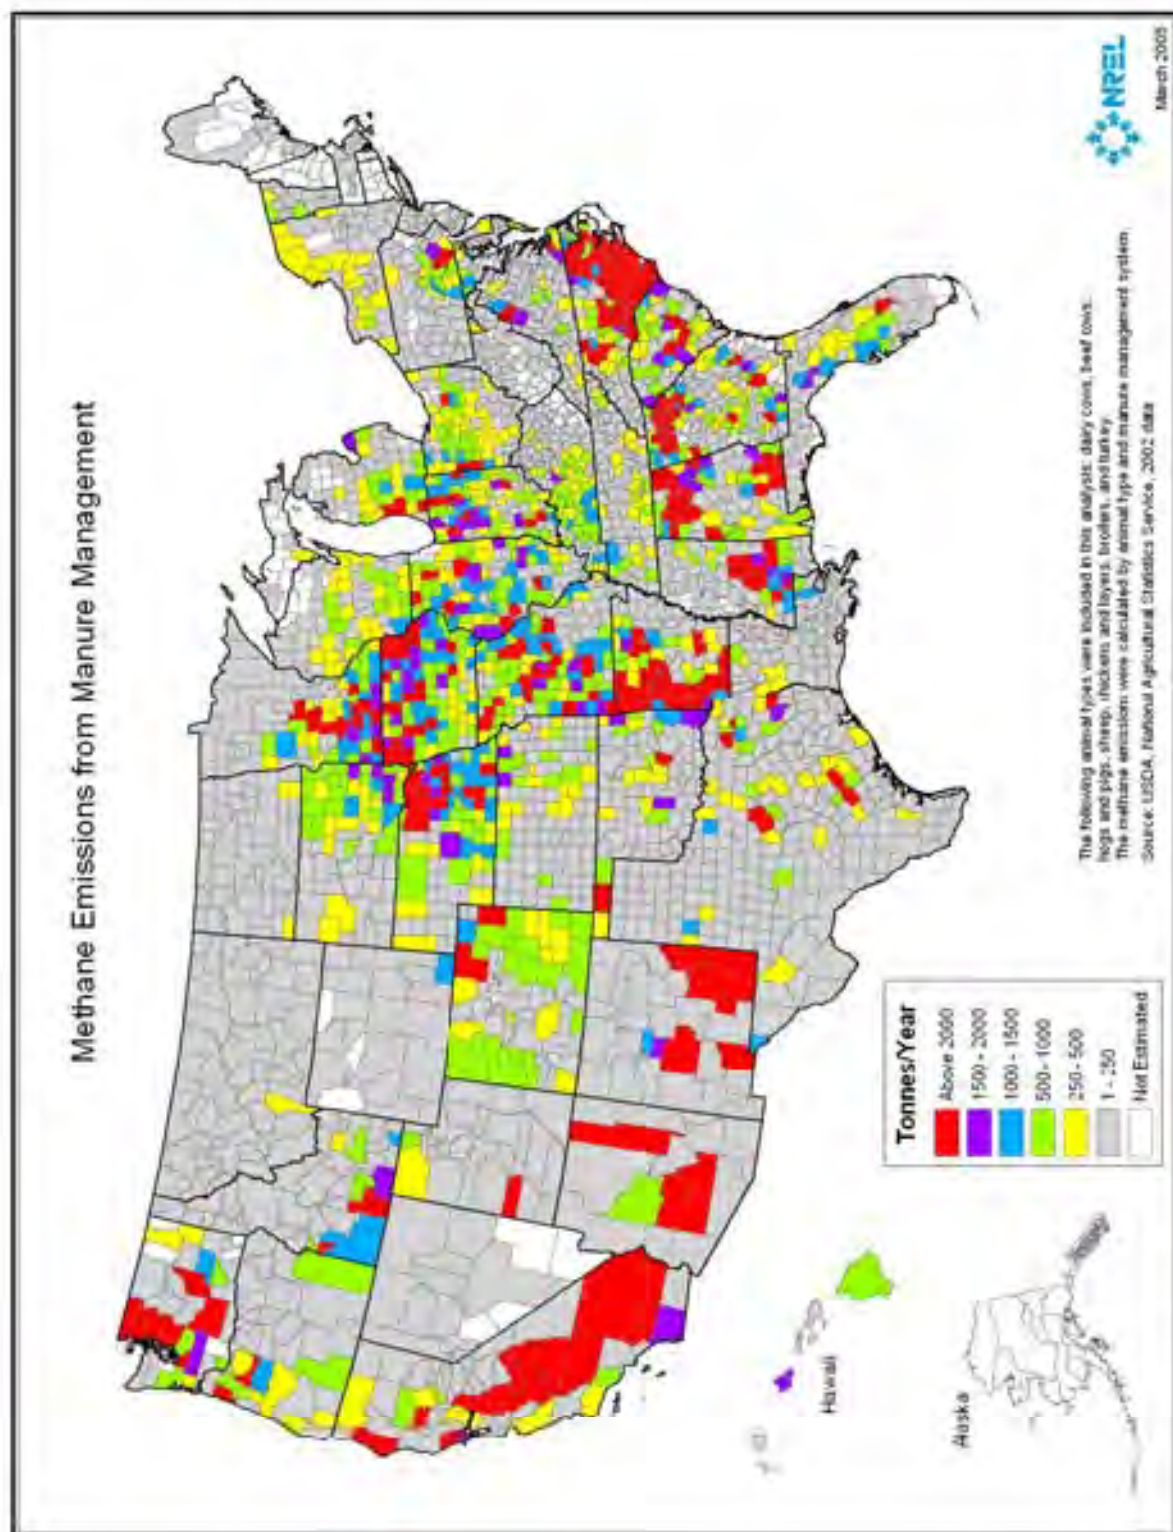 Methane Emissions from Manure Management
Hawaii
Alaska
Tonnes/Year
Above 2000
1500 - 2000
1000 - 1500
500 - 1000
250 - 500
1 - 250
Not Estimated
The following animal types were included in this analysis: dairy cows, beef cows,
hogs and pigs, sheep, chickens and layers, broilers, and turkey.
The methane emissions were calculated by animal type and manure management system.
Source: USDA, National Agricultural Statistics Service, 2002 data
NREL
March 2005